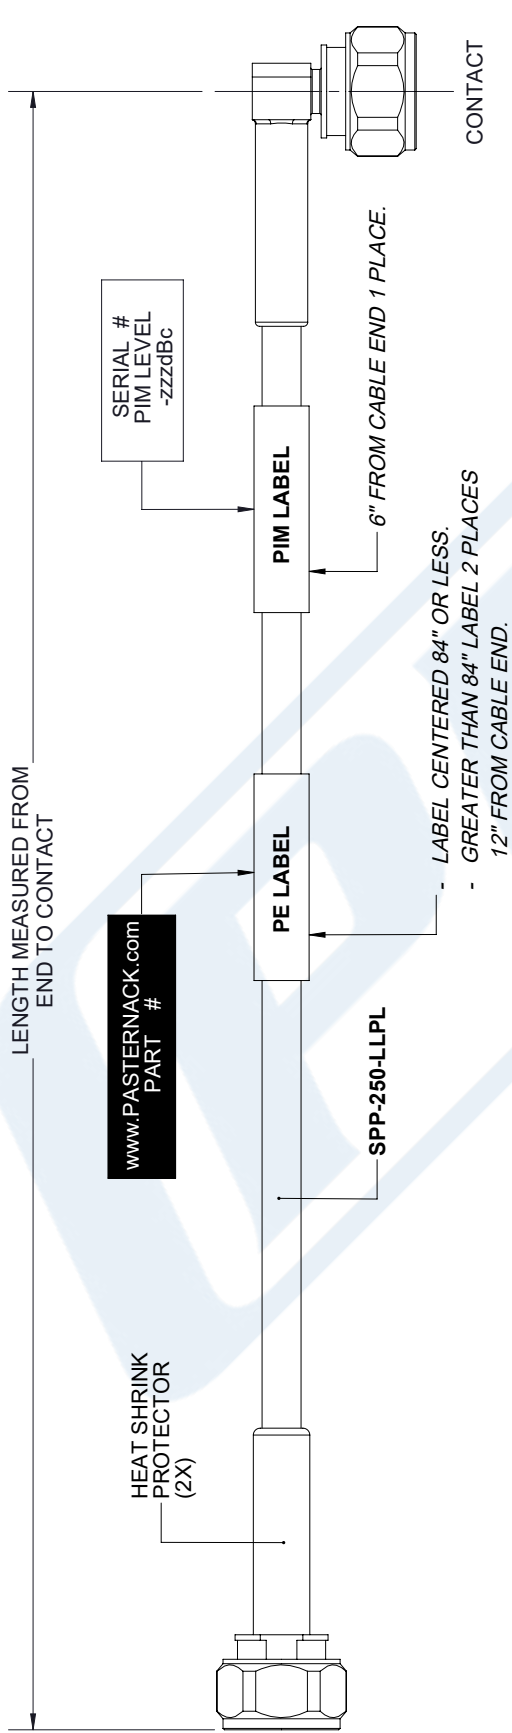 LENGTH MEASURED FROM
END TO CONTACT
HEAT SHRINK
PROTECTOR
(2X)
www.PASTERNACK.com
PART #
SERIAL #
PIM LEVEL
-zzzdBc
PE LABEL
PIM LABEL
SPP-250-LLPL
6" FROM CABLE END 1 PLACE.
CONTACT
- LABEL CENTERED 84" OR LESS.
- GREATER THAN 84" LABEL 2 PLACES
12" FROM CABLE END.